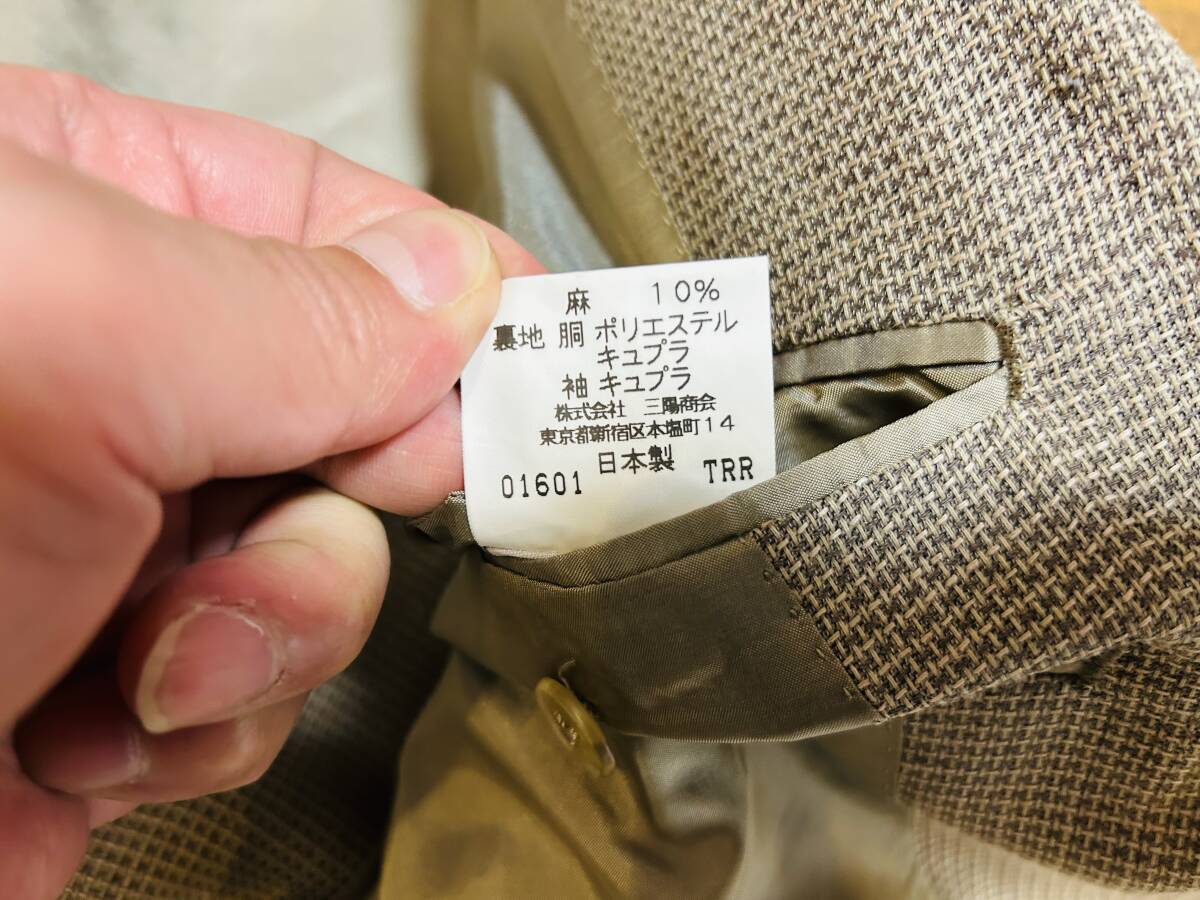 麻 10%
裏地 胴 ポリエステル
キュプラ
袖 キュプラ
株式会社 三陽商会
東京都新宿区本塩町14
日本製
01601 TRR